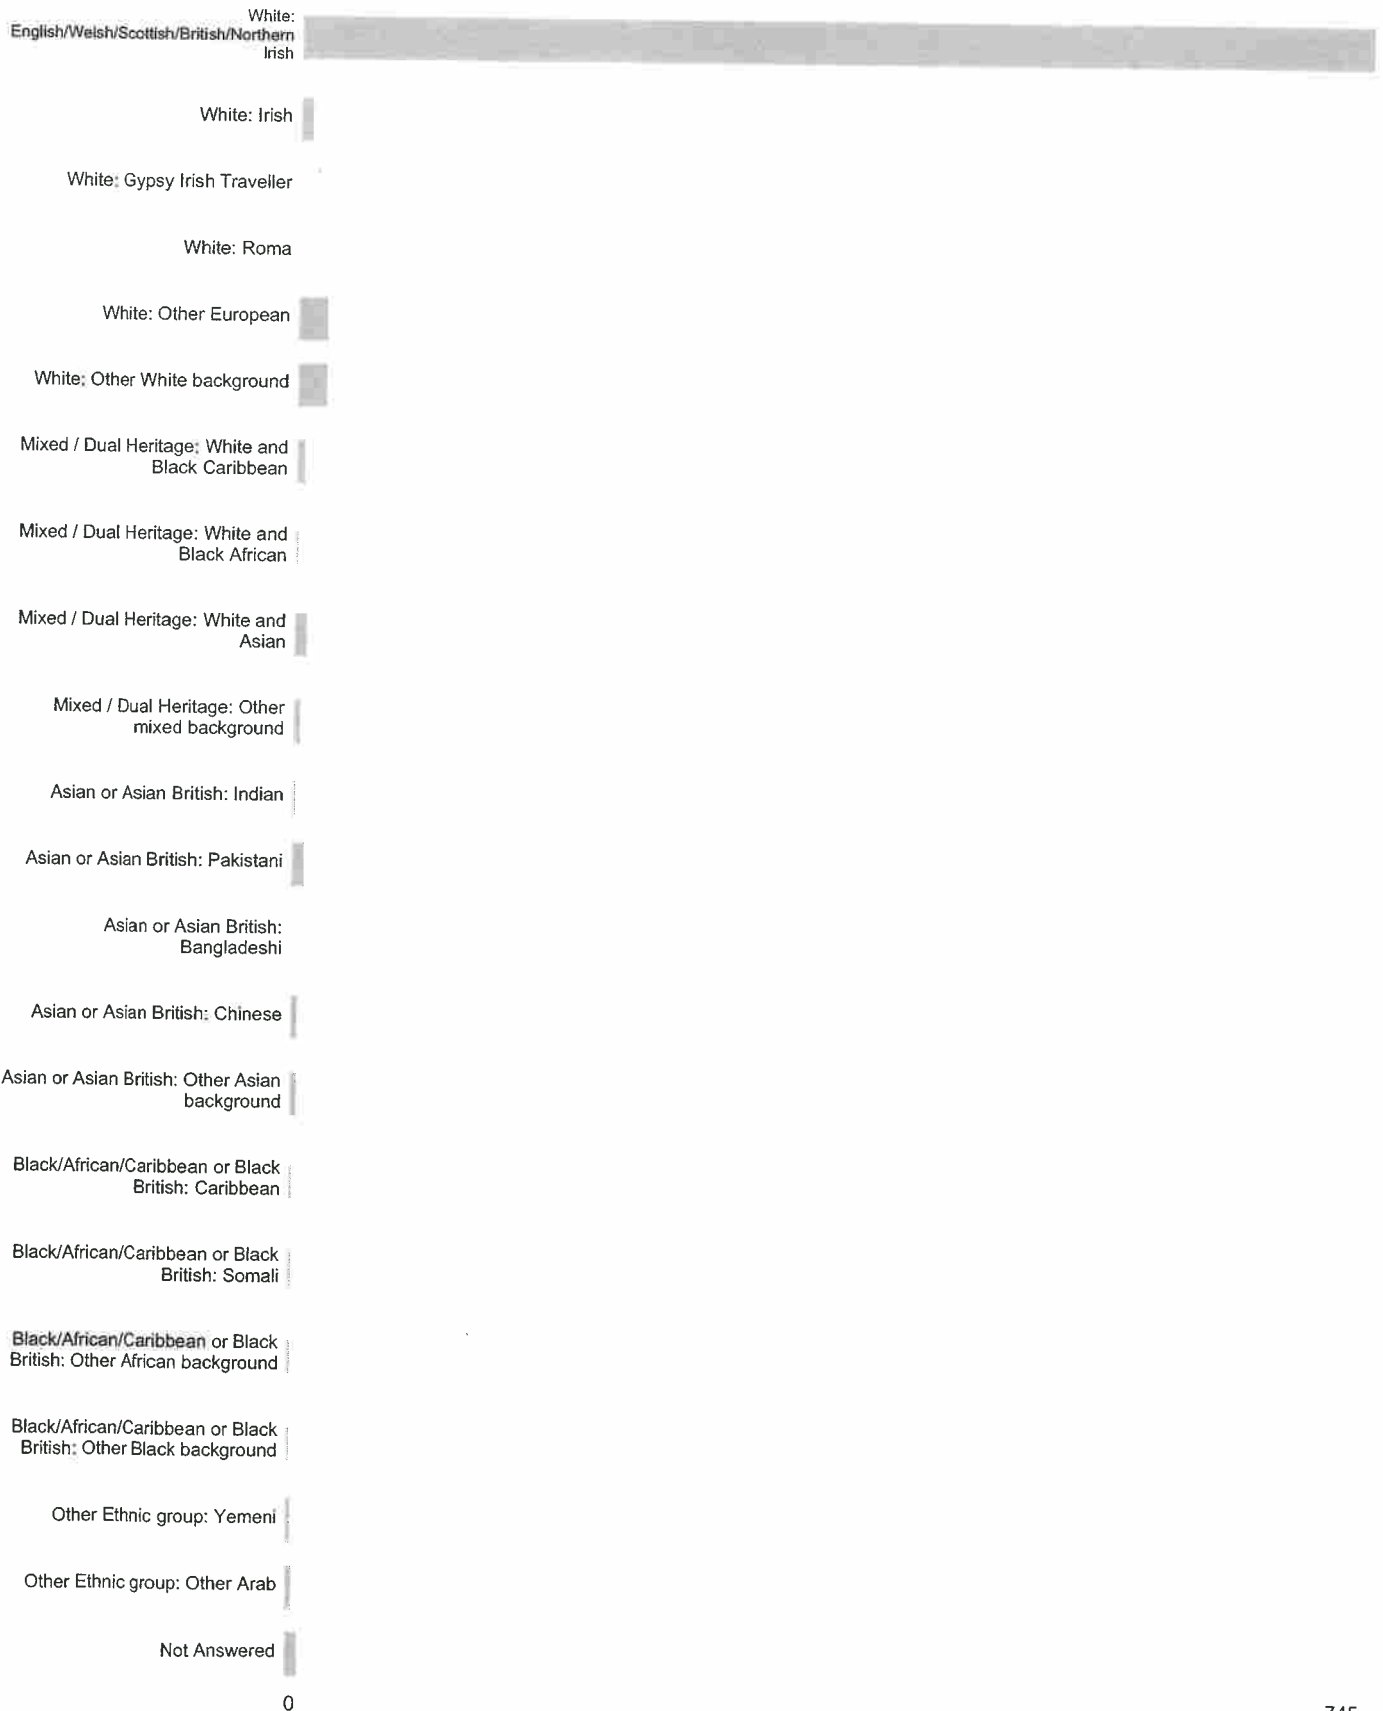 White:
English/Welsh/Scottish/British/Northern
Irish
White: Irish
White: Gypsy Irish Traveller
White: Roma
White: Other European
White: Other White background
Mixed / Dual Heritage: White and
Black Caribbean
Mixed / Dual Heritage: White and
Black African
Mixed / Dual Heritage: White and
Asian
Mixed / Dual Heritage: Other
mixed background
Asian or Asian British: Indian
Asian or Asian British: Pakistani
Asian or Asian British:
Bangladeshi
Asian or Asian British: Chinese
Asian or Asian British: Other Asian
background
Black/African/Caribbean or Black
British: Caribbean
Black/African/Caribbean or Black
British: Somali
Black/African/Caribbean or Black
British: Other African background
Black/African/Caribbean or Black
British: Other Black background
Other Ethnic group: Yemeni
Other Ethnic group: Other Arab
Not Answered
0